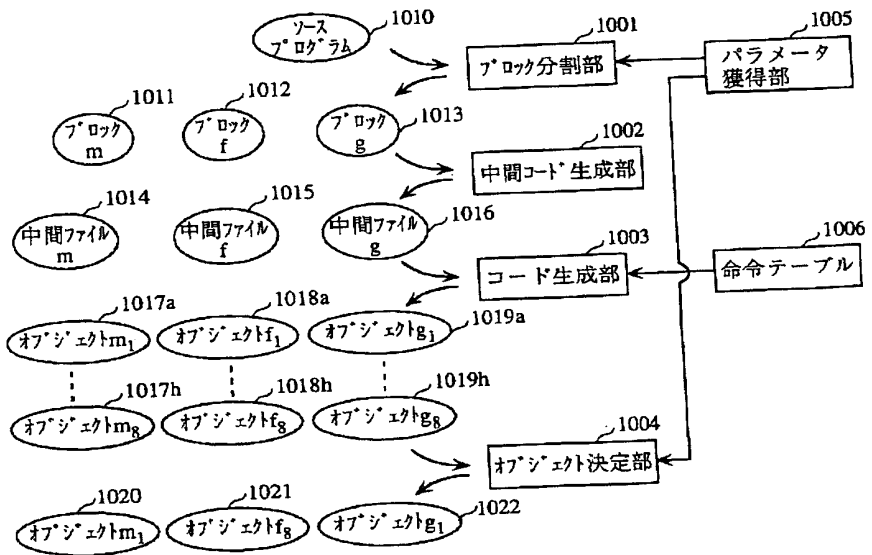 1010
ソース
プログラム
1001
ブロック分割部
1005
パラメータ
獲得部
1011
ブロック
m
1012
ブロック
f
1013
ブロック
g
1002
中間コード生成部
1014
中間ファイル
m
1015
中間ファイル
f
1016
中間ファイル
g
1003
コード生成部
1006
命令テーブル
1017a
オブジェクトm₁
1018a
オブジェクトf₁
1019a
オブジェクトg₁
1017h
オブジェクトm₈
1018h
オブジェクトf₈
1019h
オブジェクトg₈
1004
オブジェクト決定部
1020
オブジェクトm₁
1021
オブジェクトf₈
1022
オブジェクトg₁